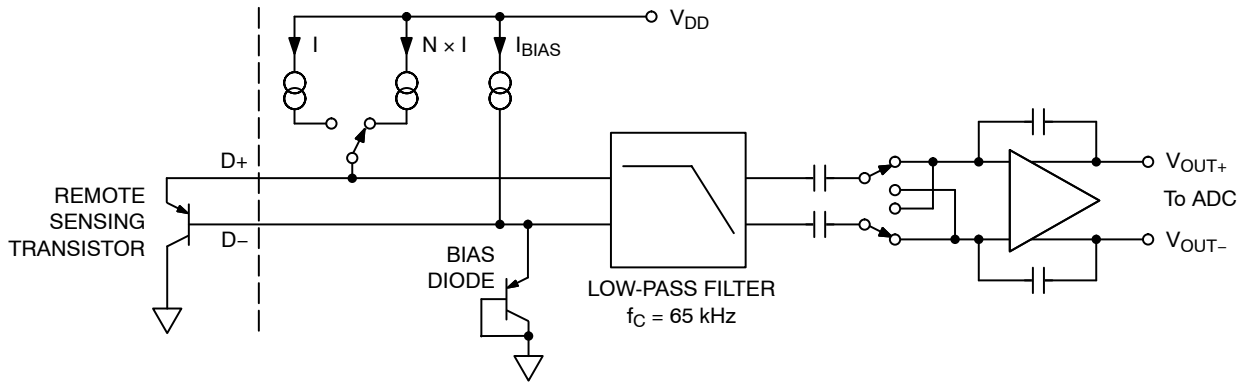 V_DD
I
N × I
I_BIAS
D+
REMOTE
SENSING
TRANSISTOR
D−
BIAS
DIODE
LOW-PASS FILTER
f_C = 65 kHz
V_OUT+
To ADC
V_OUT−